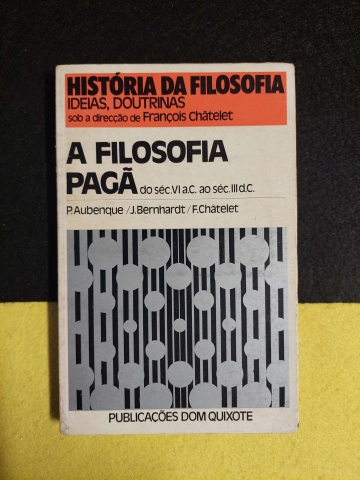 HISTÓRIA DA FILOSOFIA
IDEIAS, DOUTRINAS
sob a direcção de François Châtelet
A FILOSOFIA
PAGÃ do séc. VI a.C. ao séc. III d.C.
P. Aubenque / J. Bernhardt / F. Châtelet
PUBLICAÇÕES DOM QUIXOTE